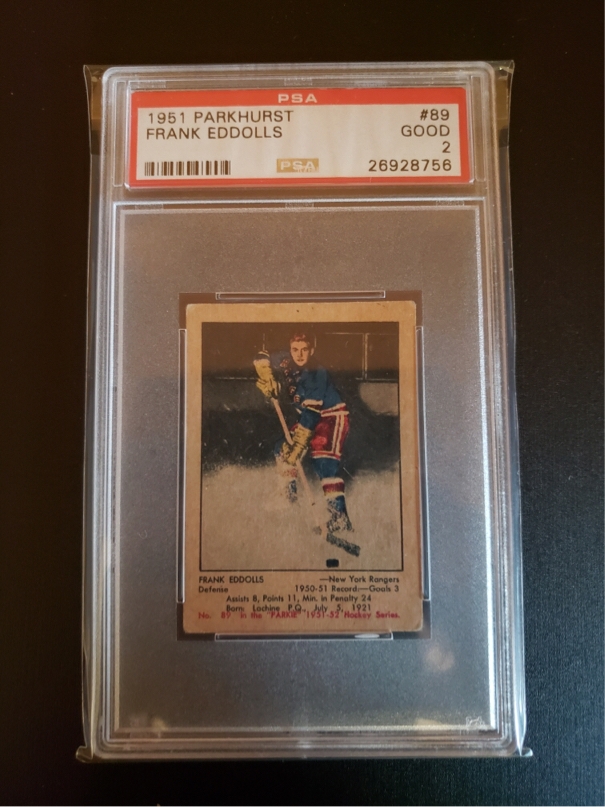 PSA
1951 PARKHURST #89
FRANK EDDOLLS GOOD
2
PSA 26928756
FRANK EDDOLLS —New York Rangers
Defense 1950-51 Record:—Goals 3
Assists 8, Points 11, Min. in Penalty 24
Born: Lachine P.Q., July 5, 1921
No. 89 in the "PARKIE" 1951-52 Hockey Series.